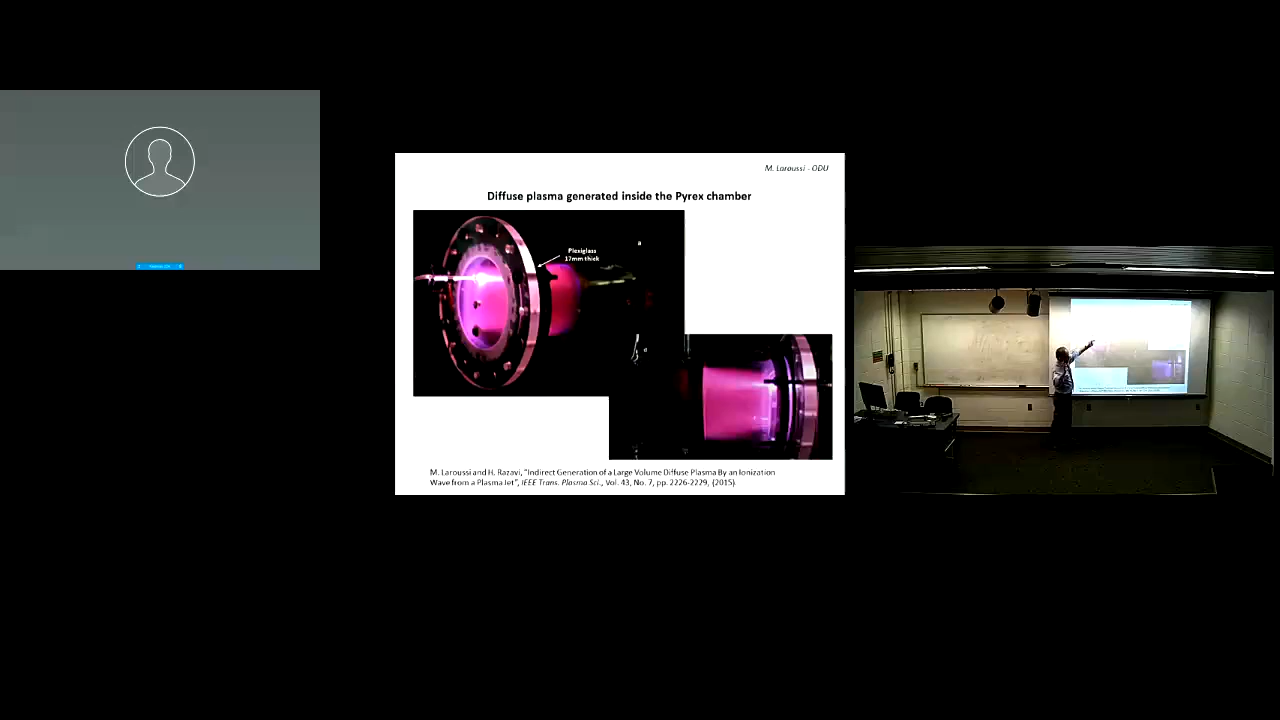 M. Laroussi - ODU
Diffuse plasma generated inside the Pyrex chamber
Plexiglass
17mm thick
a
M. Laroussi and H. Razavi, "Indirect Generation of a Large Volume Diffuse Plasma By an Ionization
Wave from a Plasma Jet", IEEE Trans. Plasma Sci., Vol. 43, No. 7, pp. 2226-2229, (2015).